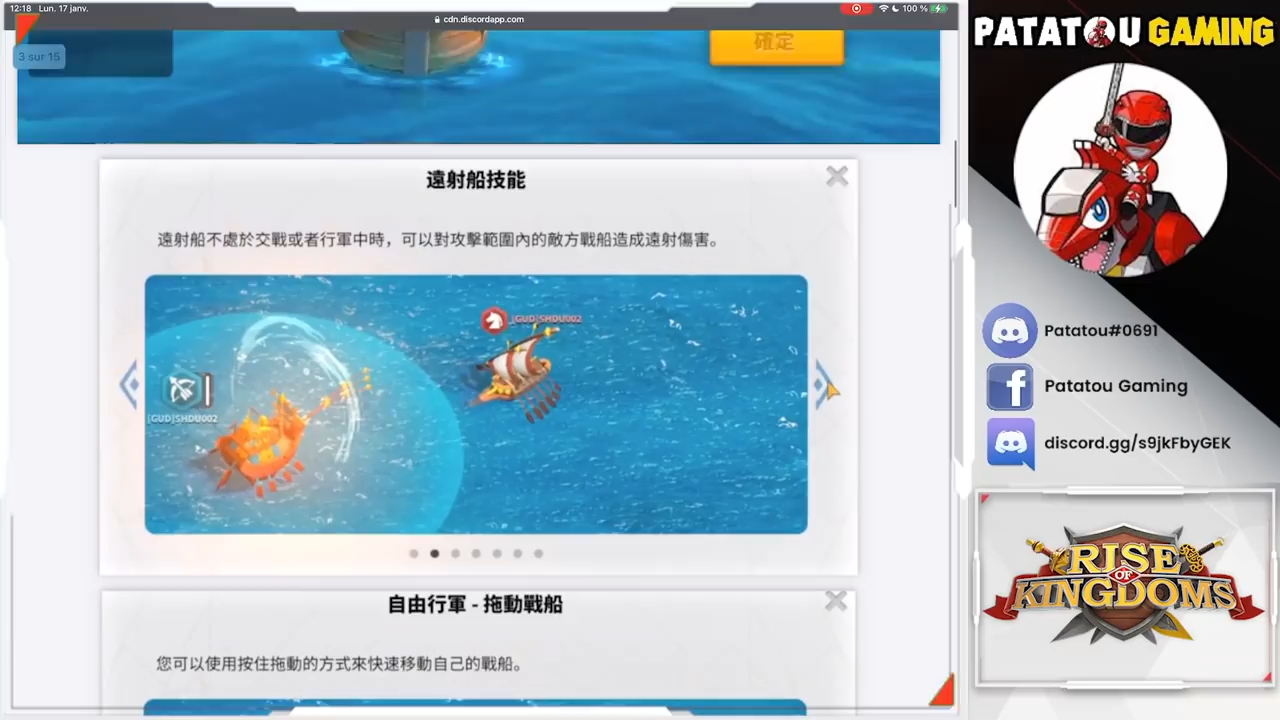 12:18 Lun. 17 janv.
cdn.discordapp.com
100 %
3 sur 15
確定
遠射船技能
遠射船不處於交戰或者行軍中時，可以對攻擊範圍內的敵方戰船造成遠射傷害。
[GUD]SHDU002
[GUD]SHDU002
自由行軍 - 拖動戰船
您可以使用按住拖動的方式來快速移動自己的戰船。
PATATOU GAMING
Patatou#0691
Patatou Gaming
discord.gg/s9jkFbyGEK
RISE
OF
KINGDOMS